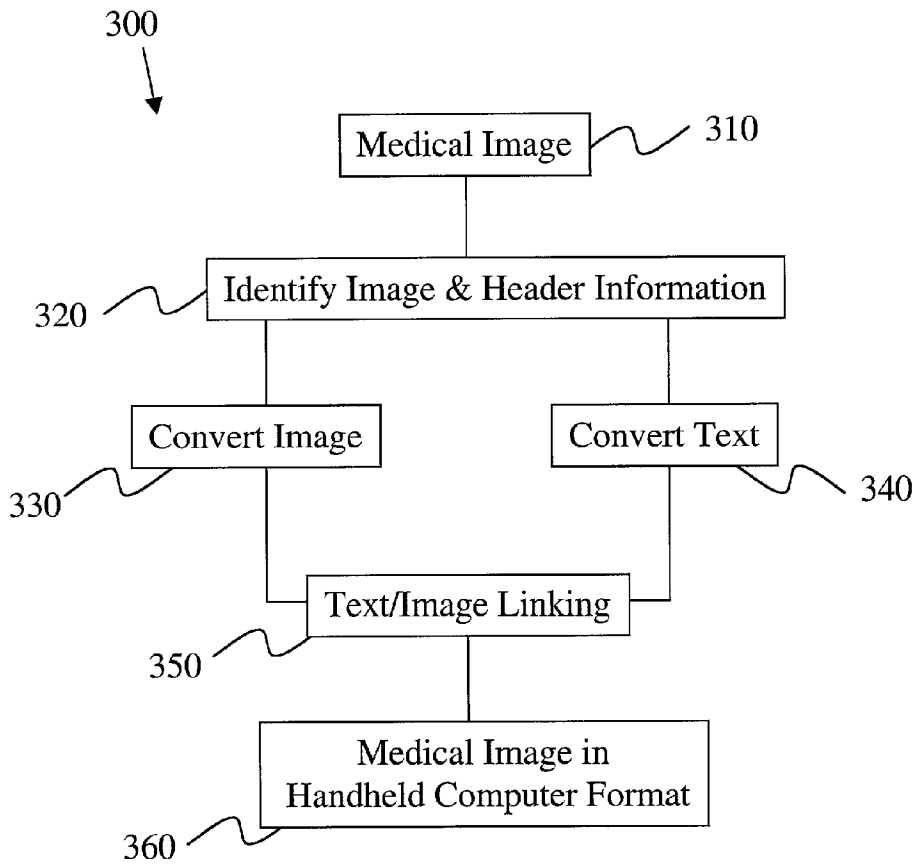 300
Medical Image
310
Identify Image & Header Information
320
Convert Image
Convert Text
330
340
Text/Image Linking
350
Medical Image in
Handheld Computer Format
360